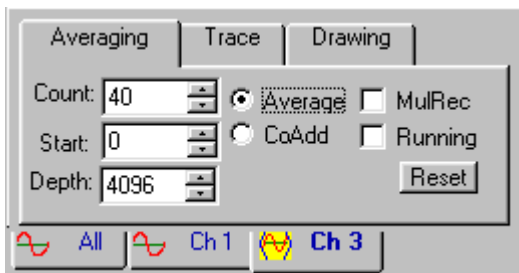 Averaging Trace Drawing
Count: 40 Average MulRec
Start: 0 CoAdd Running
Depth: 4096 Reset
All Ch 1 Ch 3